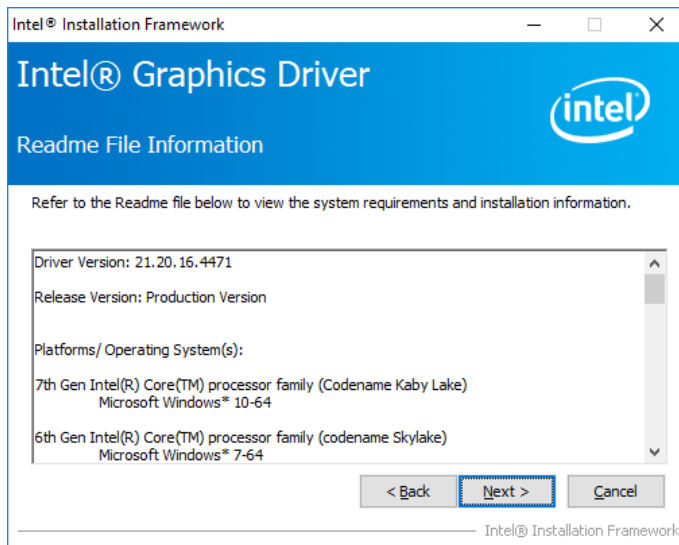 Intel® Installation Framework
Intel® Graphics Driver
intel
Readme File Information
Refer to the Readme file below to view the system requirements and installation information.
Driver Version: 21.20.16.4471
Release Version: Production Version
Platforms/ Operating System(s):
7th Gen Intel(R) Core(TM) processor family (Codename Kaby Lake)
Microsoft Windows* 10-64
6th Gen Intel(R) Core(TM) processor family (codename Skylake)
Microsoft Windows* 7-64
< Back Next > Cancel
Intel® Installation Framework